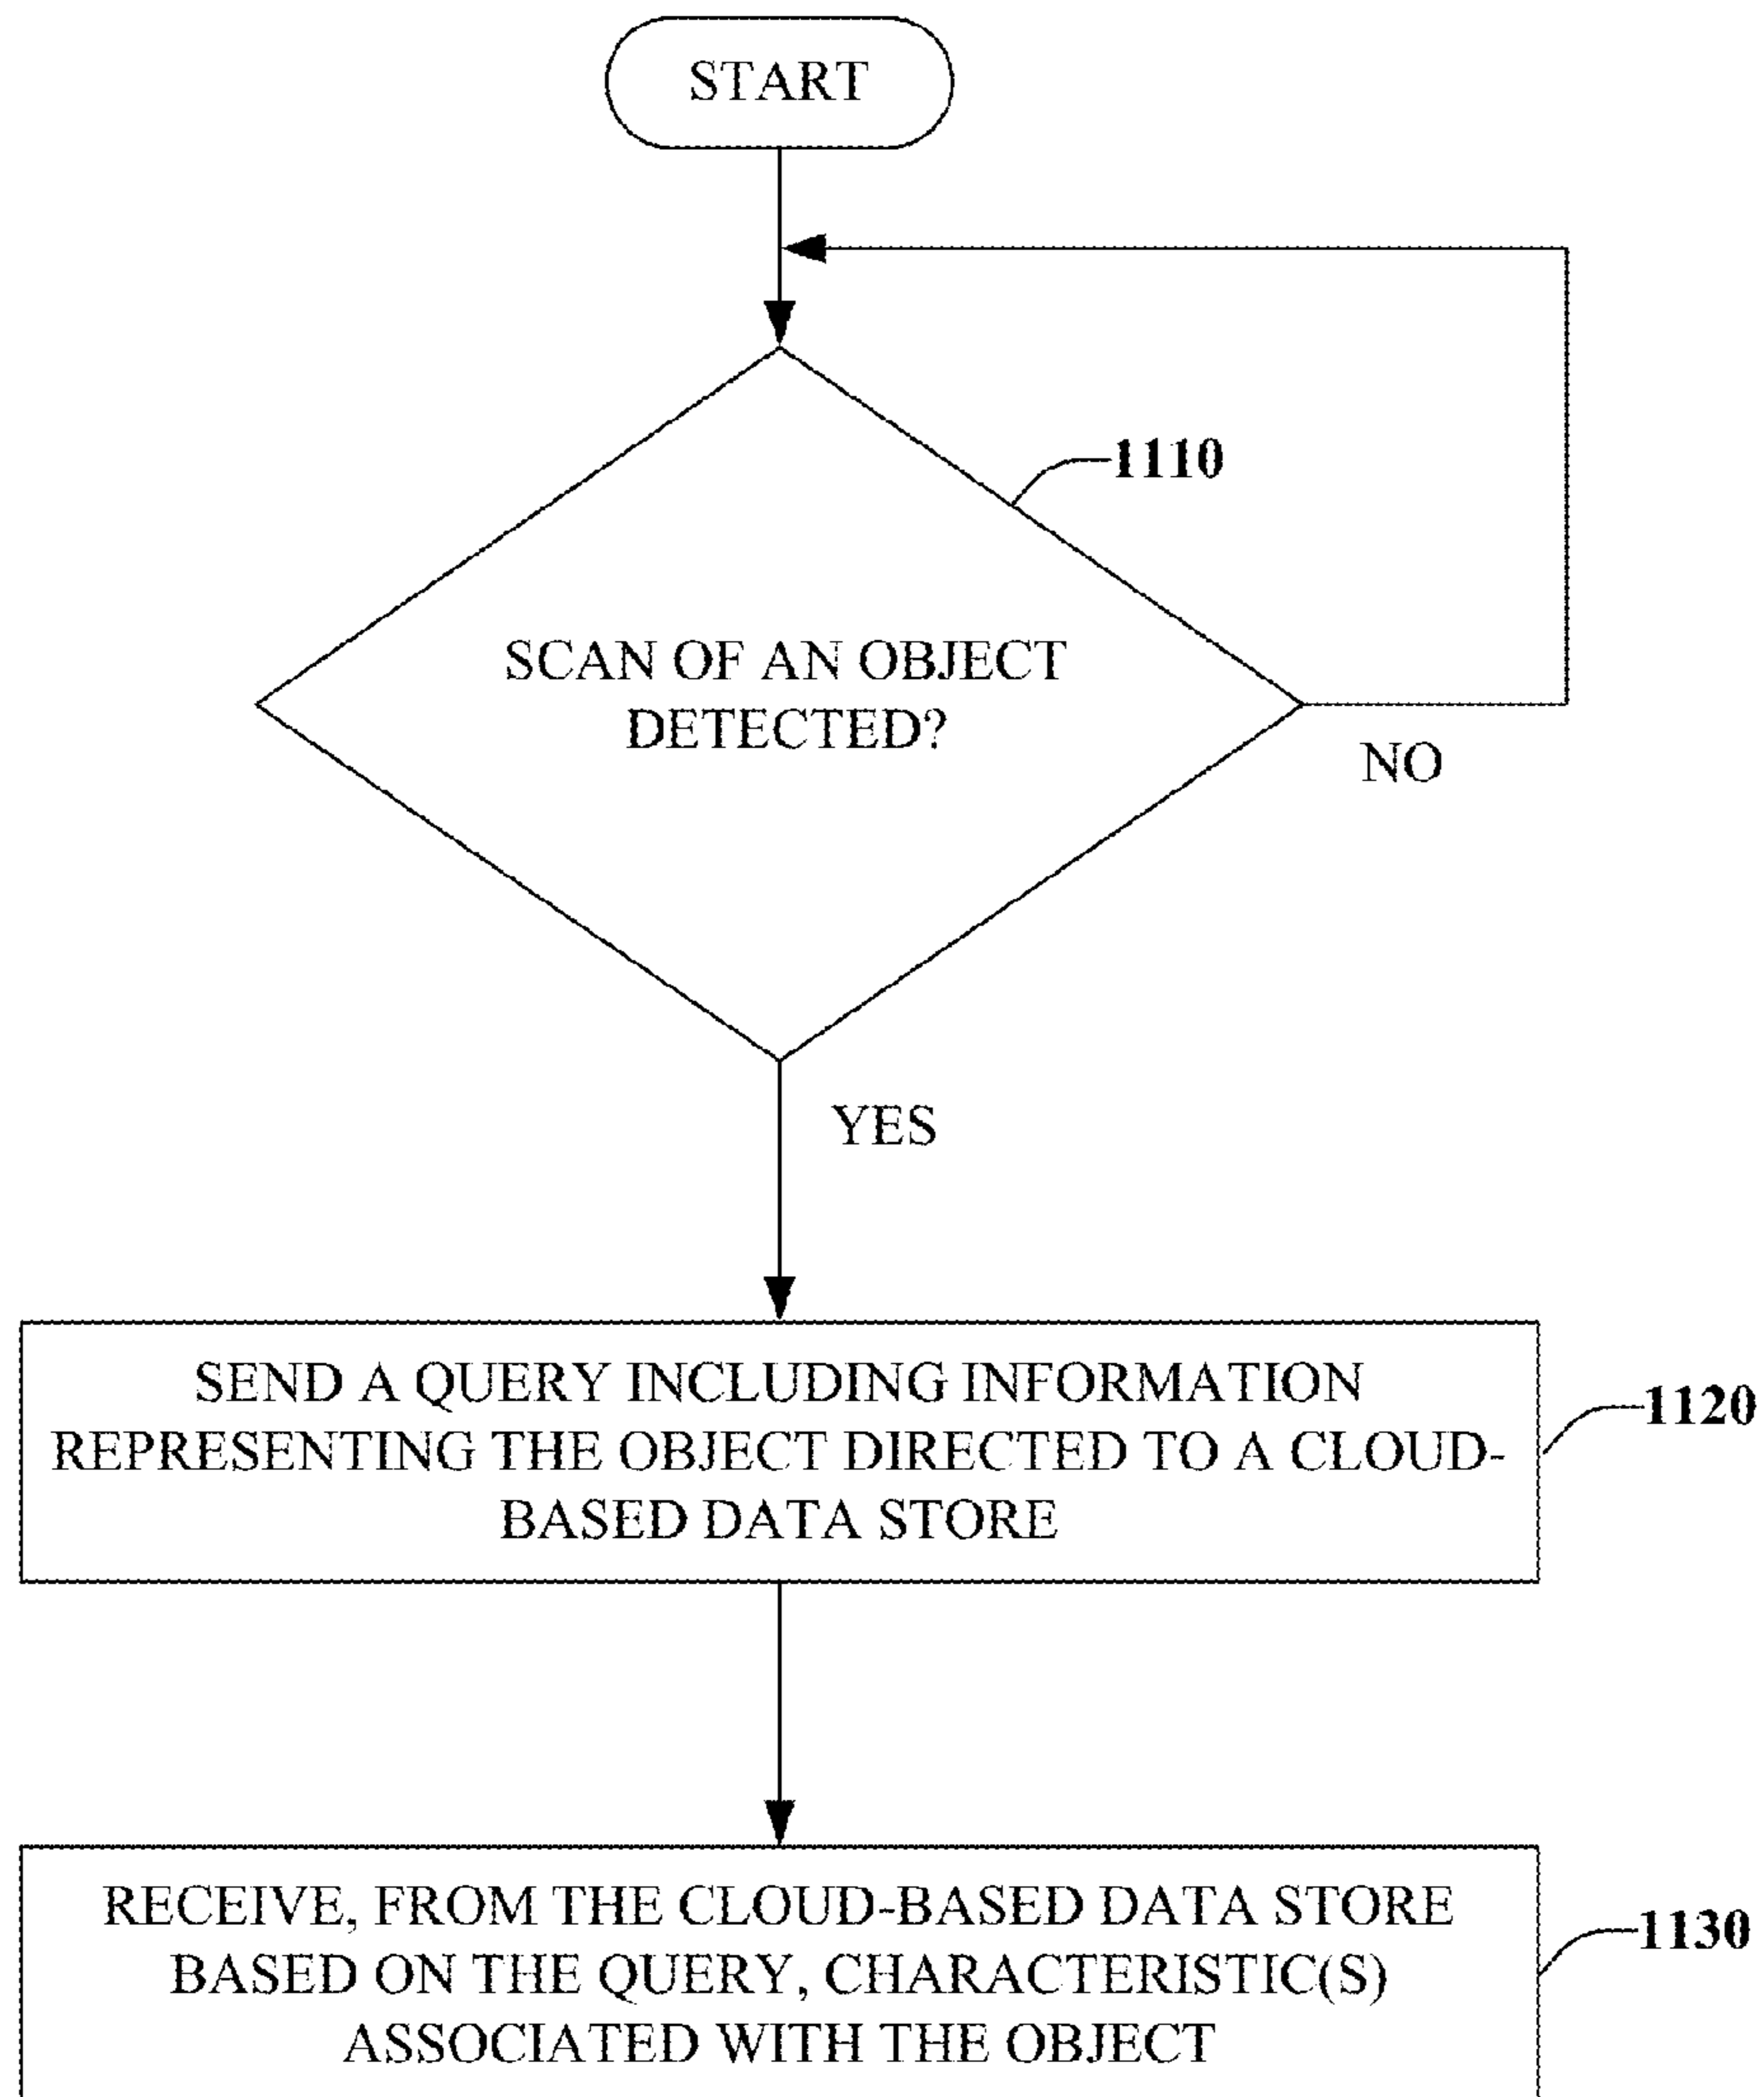 START
1110
SCAN OF AN OBJECT
DETECTED?
NO
YES
SEND A QUERY INCLUDING INFORMATION
REPRESENTING THE OBJECT DIRECTED TO A CLOUD-
BASED DATA STORE
1120
RECEIVE, FROM THE CLOUD-BASED DATA STORE
BASED ON THE QUERY, CHARACTERISTIC(S)
ASSOCIATED WITH THE OBJECT
1130